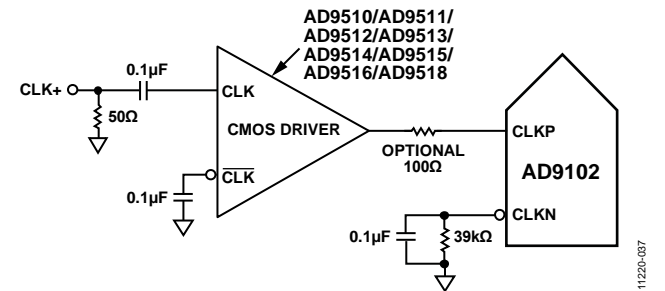 AD9510/AD9511/
AD9512/AD9513/
AD9514/AD9515/
AD9516/AD9518
CLK+
0.1µF
50Ω
CLK
CMOS DRIVER
CLK
0.1µF
OPTIONAL
100Ω
CLKP
AD9102
CLKN
0.1µF
39kΩ
11220-037